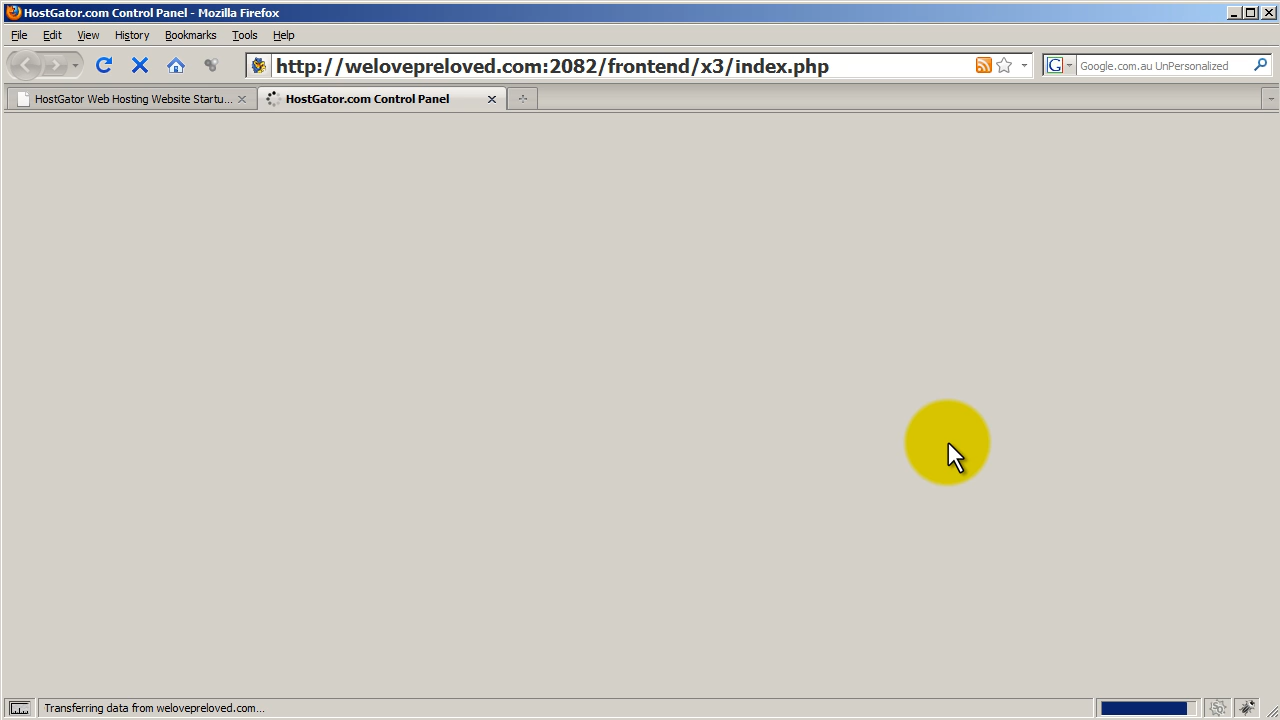 HostGator.com Control Panel - Mozilla Firefox
File Edit View History Bookmarks Tools Help
http://welovepreloved.com:2082/frontend/x3/index.php
Google.com.au UnPersonalized
HostGator Web Hosting Website Startu...
HostGator.com Control Panel
Transferring data from welovepreloved.com...